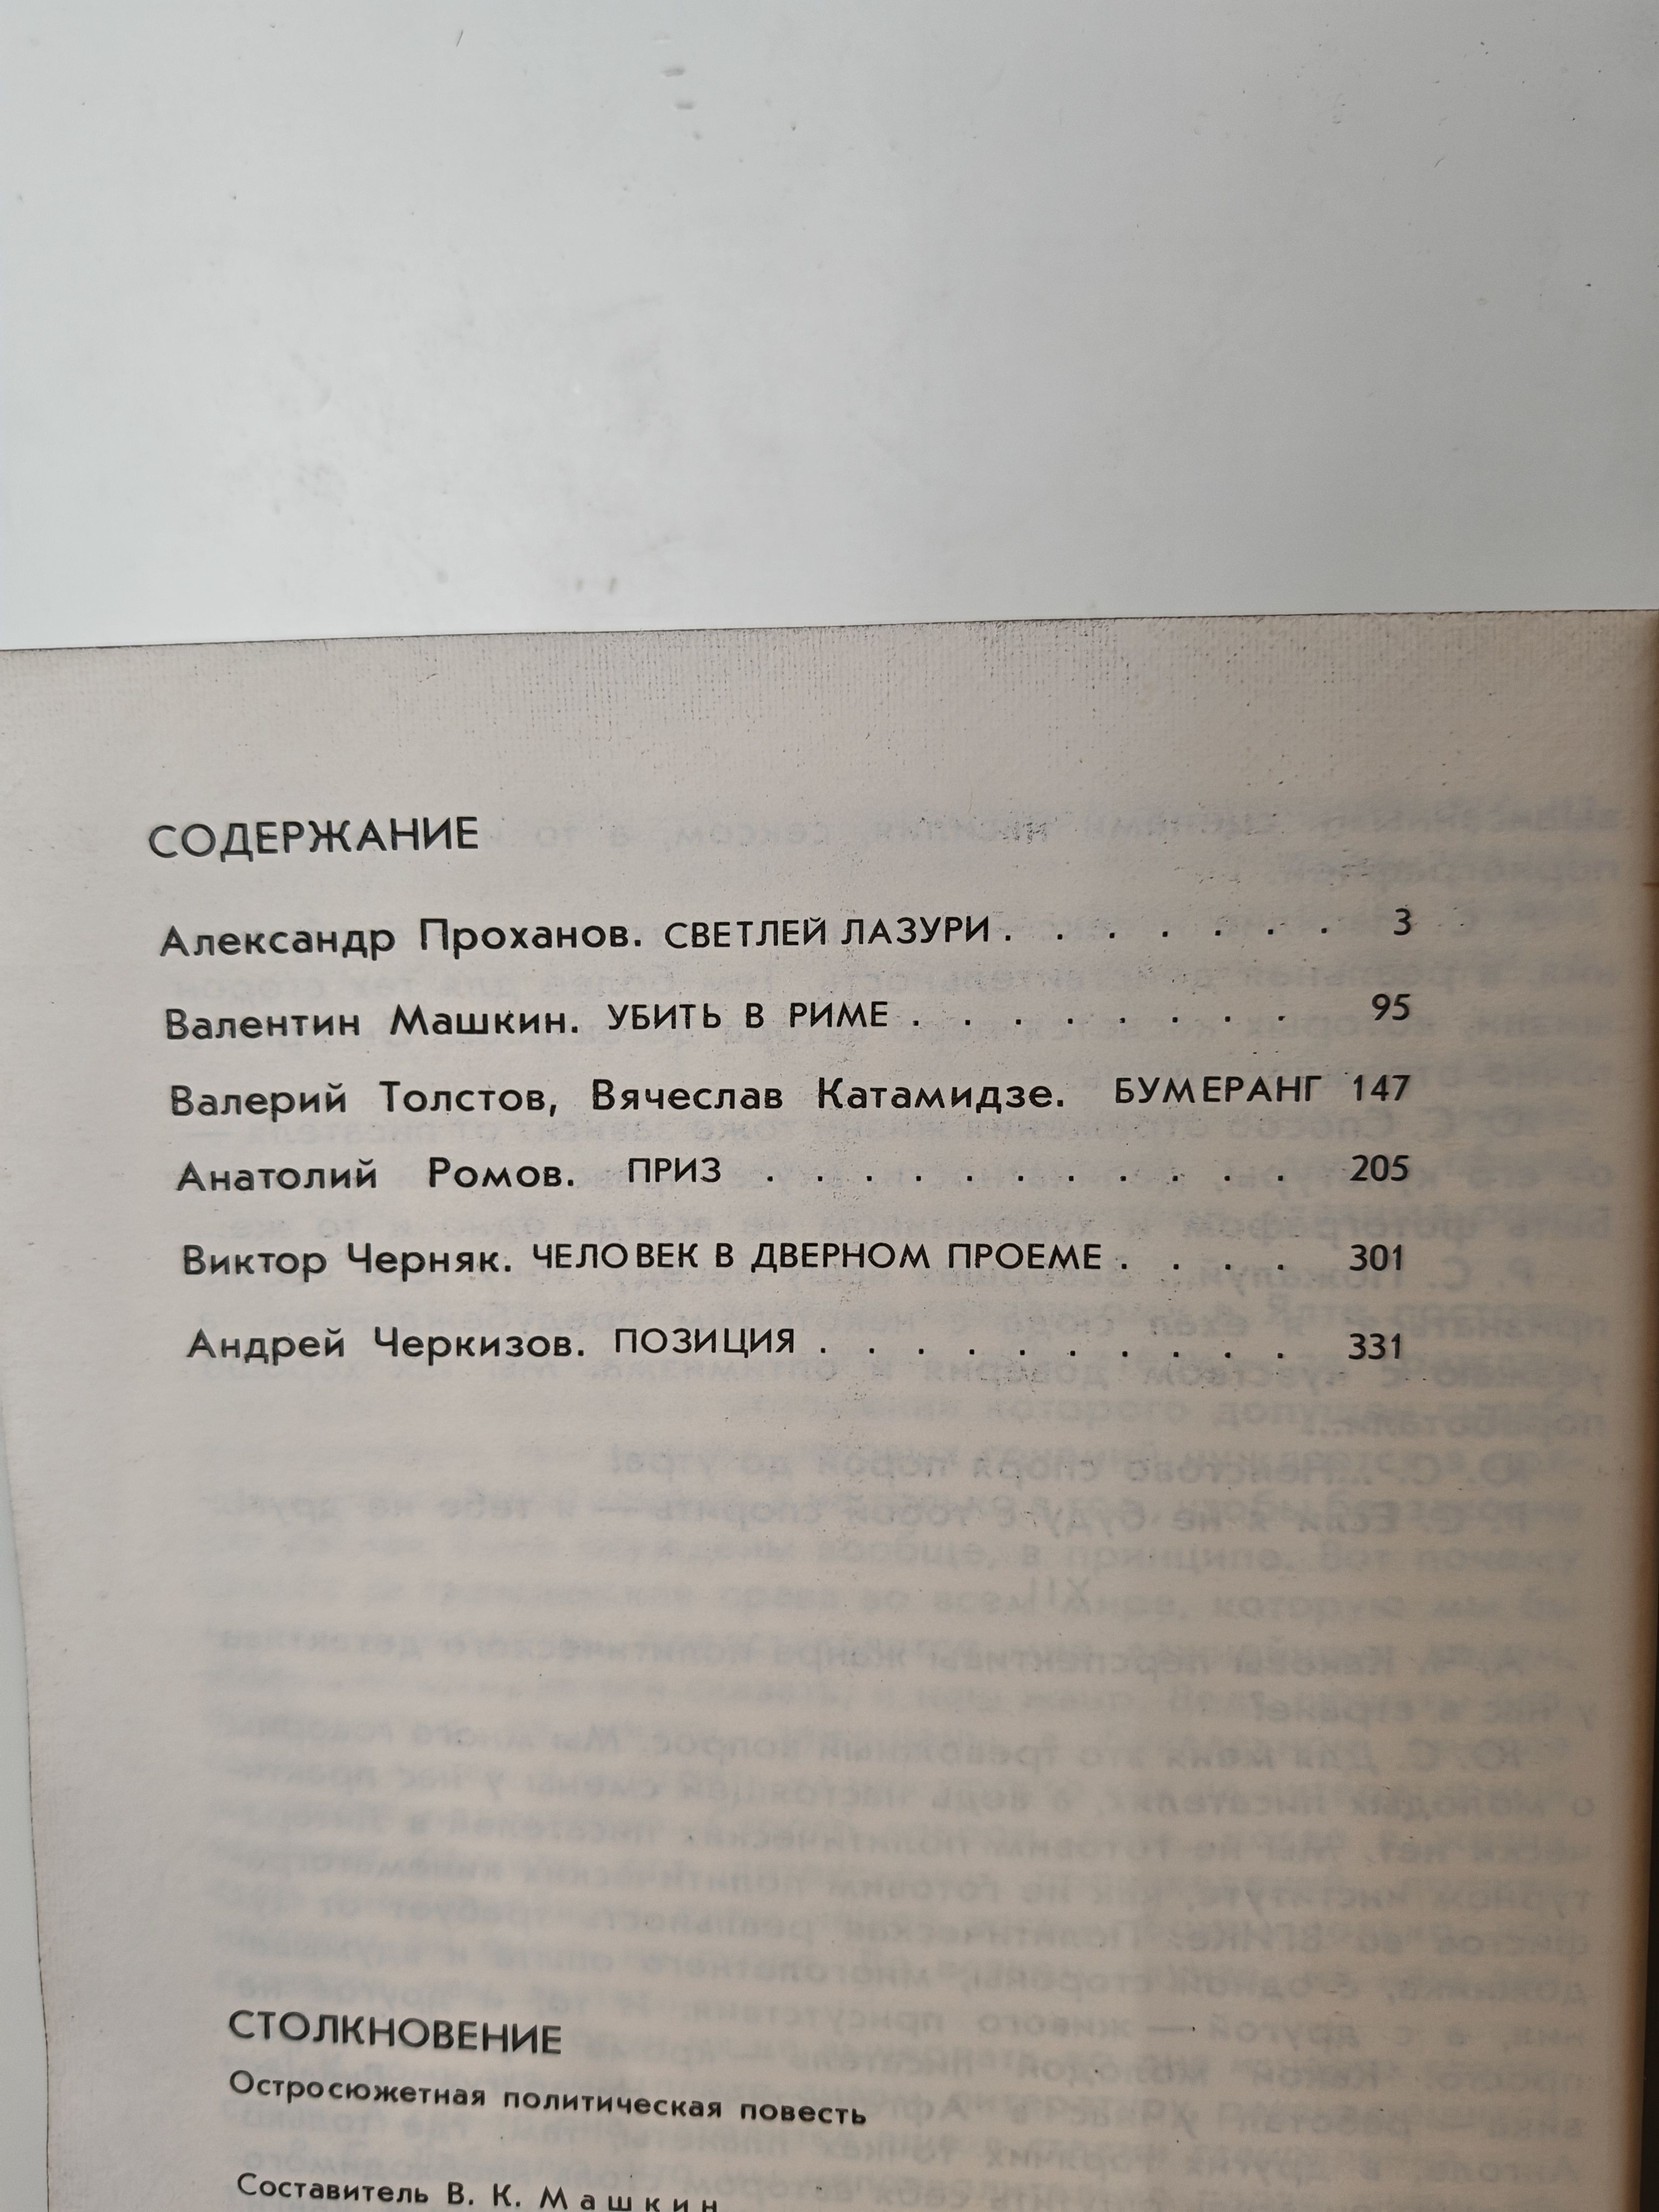 СОДЕРЖАНИЕ
Александр Проханов. СВЕТЛЕЙ ЛАЗУРИ . . . . . . . 3
Валентин Машкин. УБИТЬ В РИМЕ . . . . . . . . 95
Валерий Толстов, Вячеслав Катамидзе. БУМЕРАНГ 147
Анатолий Ромов. ПРИЗ . . . . . . . . . . . 205
Виктор Черняк. ЧЕЛОВЕК В ДВЕРНОМ ПРОЕМЕ . . . . 301
Андрей Черкизов. ПОЗИЦИЯ . . . . . . . . . . 331
СТОЛКНОВЕНИЕ
Остросюжетная политическая повесть
Составитель В. К. Машкин